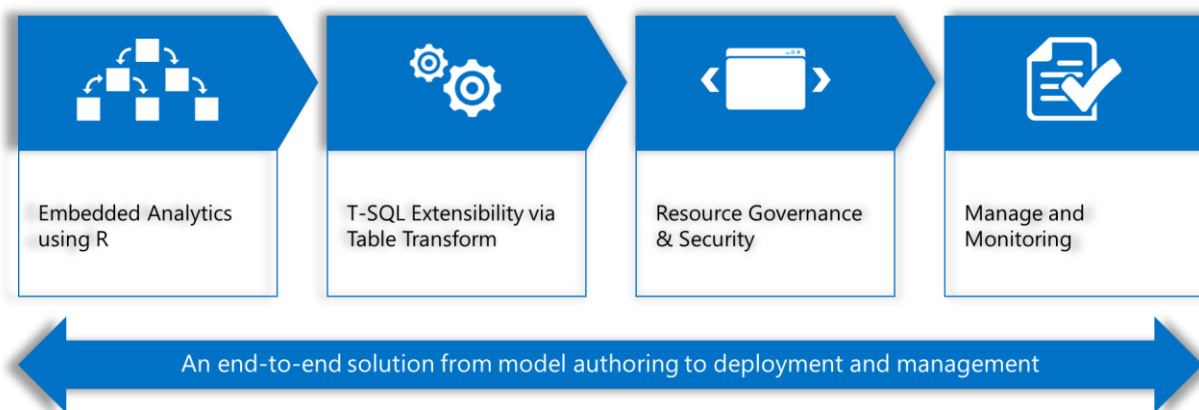 Embedded Analytics
using R
T-SQL Extensibility via
Table Transform
Resource Governance
& Security
Manage and
Monitoring
An end-to-end solution from model authoring to deployment and management